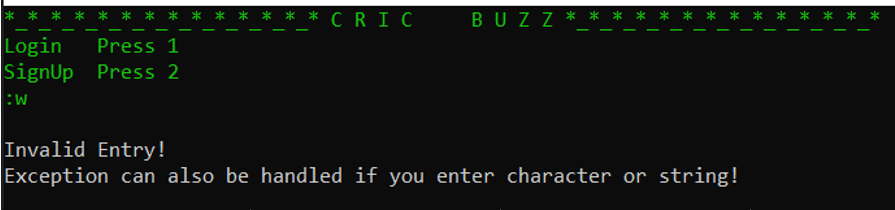 *_*_*_*_*_*_*_*_*_*_*_*_*_* C R I C    B U Z Z *_*_*_*_*_*_*_*_*_*_*_*_*_*
Login   Press 1
SignUp  Press 2
:w
Invalid Entry!
Exception can also be handled if you enter character or string!